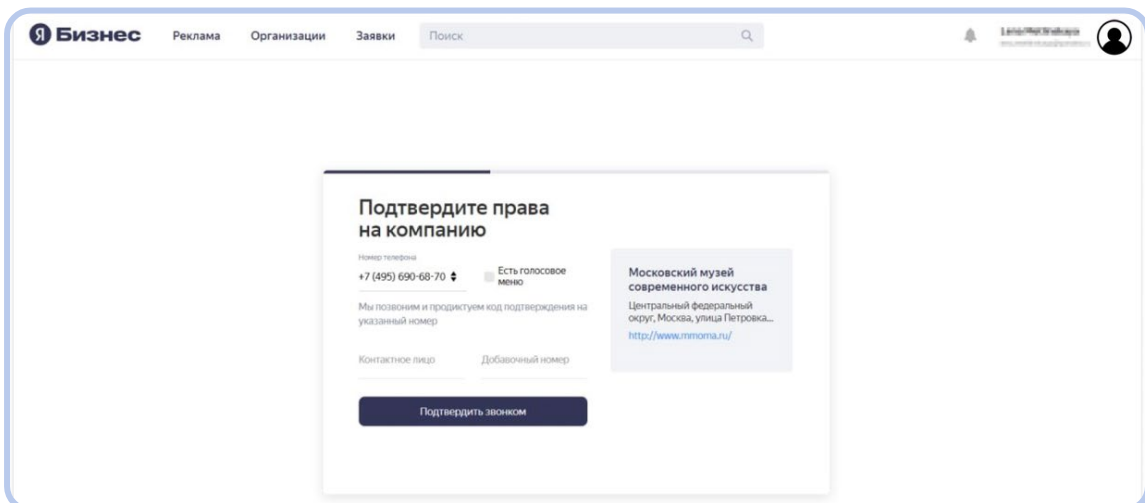 Я Бизнес Реклама Организации Заявки Поиск
Подтвердите права
на компанию
Номер телефона
+7 (495) 690-68-70
Есть голосовое
меню
Мы позвоним и продиктуем код подтверждения на
указанный номер
Контактное лицо Добавочный номер
Подтвердить звонком
Московский музей
современного искусства
Центральный федеральный
округ, Москва, улица Петровка...
http://www.mmoma.ru/